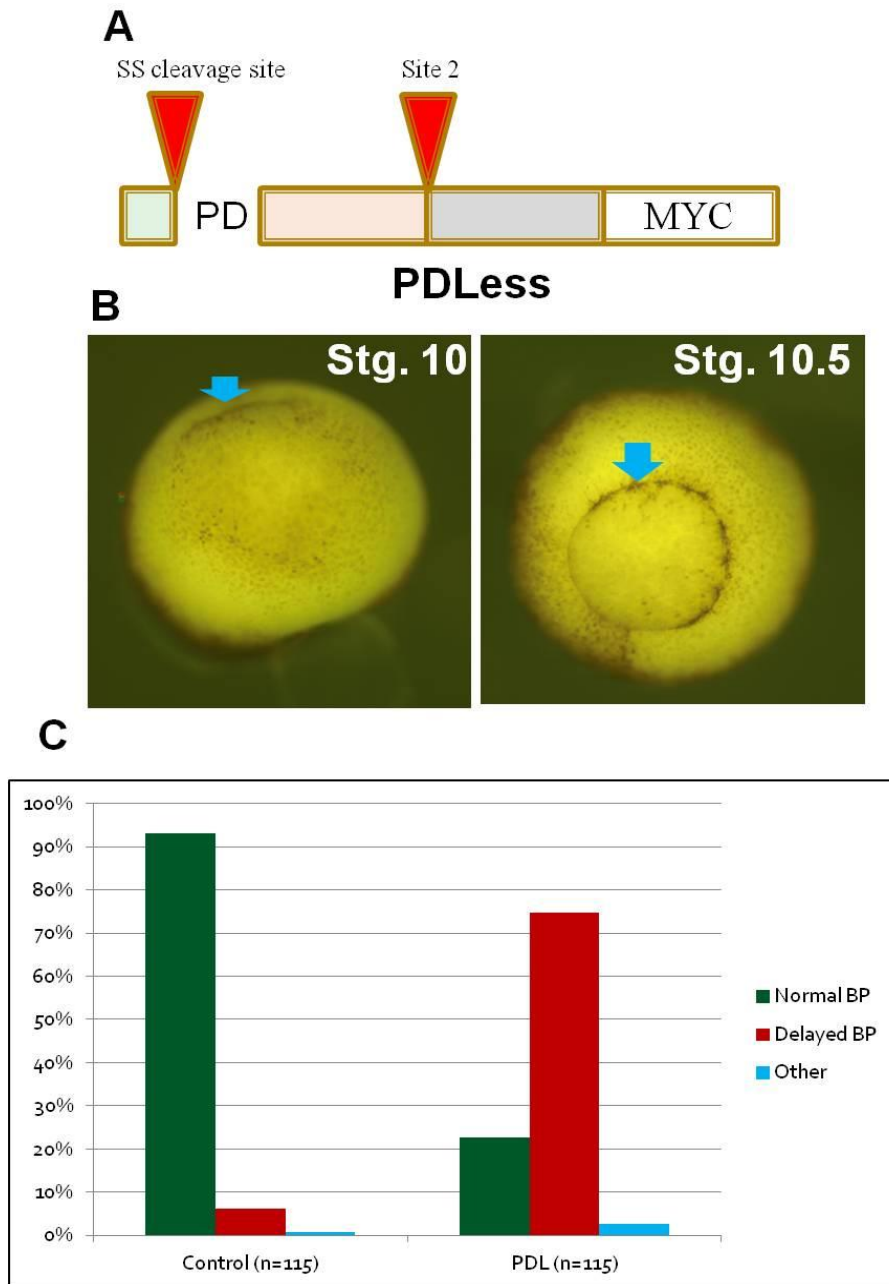 A
SS cleavage site
Site 2
PD
MYC
PDLess
B
Stg. 10
Stg. 10.5
C
100%
90%
80%
70%
60%
50%
40%
30%
20%
10%
0%
Control (n=115)
PDL (n=115)
Normal BP
Delayed BP
Other